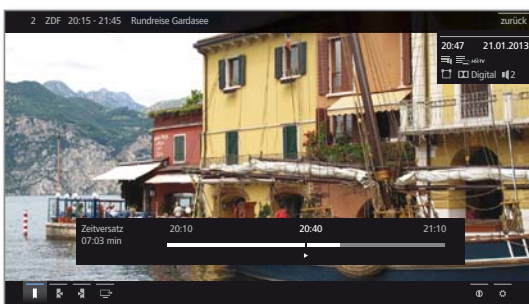 2 ZDF 20:15 - 21:45 Rundreise Gardasee zurück
20:47 21.01.2013
Digital 2
Zeitversatz 20:10 20:40 21:10
07:03 min